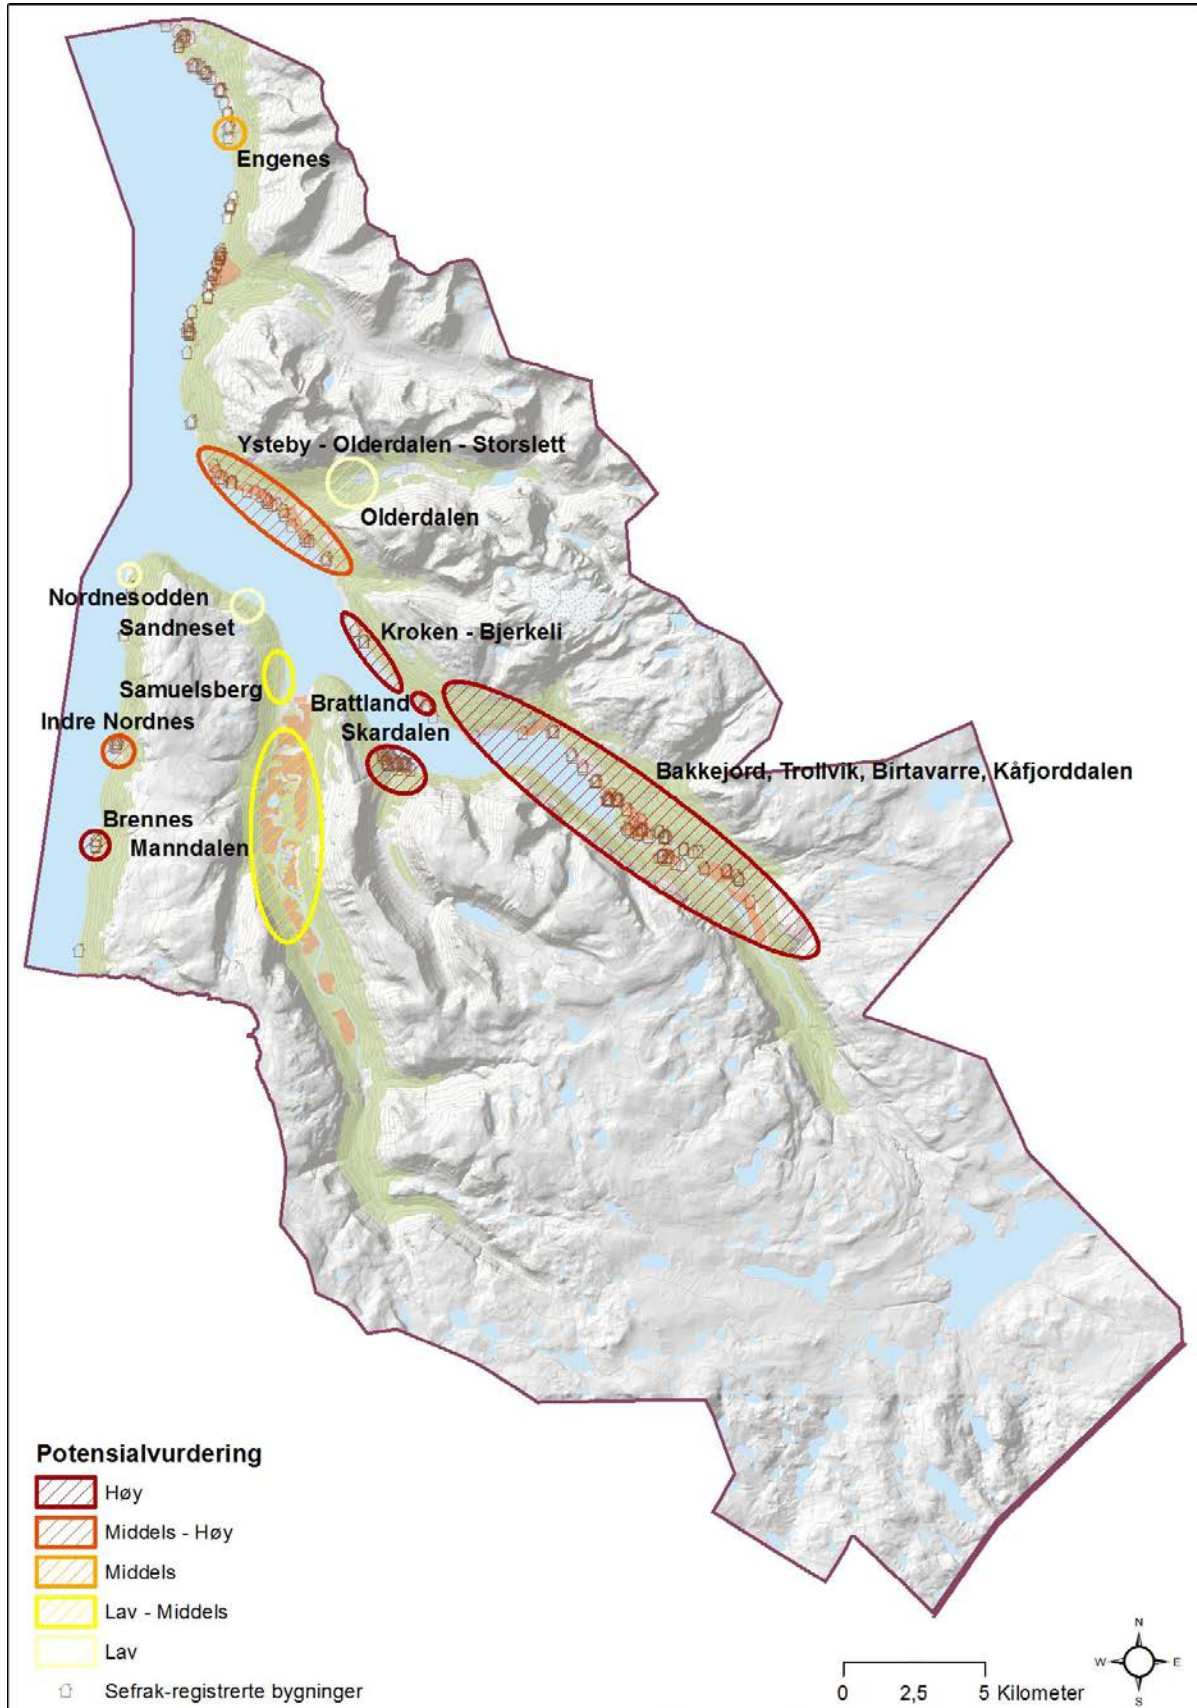 Engenes
Ysteby - Olderdalen - Storslett
Olderdalen
Nordnesodden
Sandneset
Kroken - Bjerkeli
Samuelsberg
Brattland
Indre Nordnes
Skardalen
Bakkejord, Trollvik, Birtavarre, Kåfjorddalen
Brennes
Manndalen
Potensialvurdering
Høy
Middels - Høy
Middels
Lav - Middels
Lav
Sefrak-registrerte bygninger
0 2,5 5 Kilometer
N
W E
S